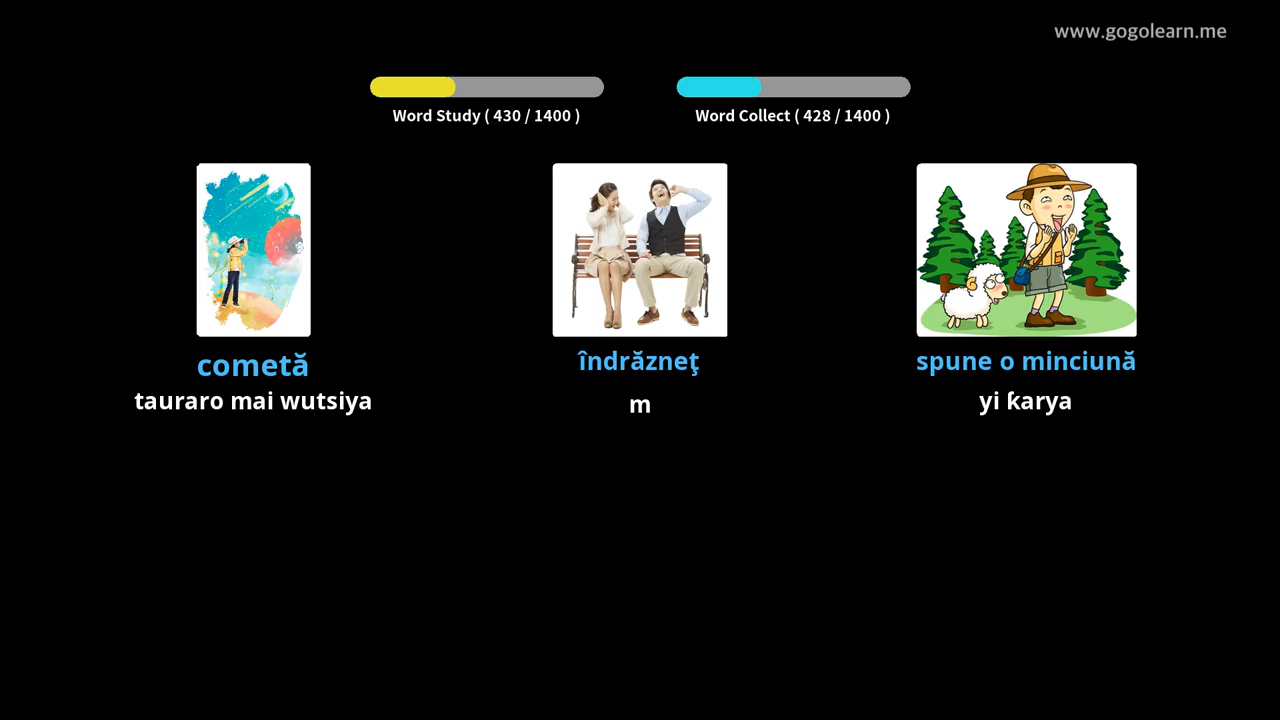 www.gogolearn.me
Word Study ( 430 / 1400 )
Word Collect ( 428 / 1400 )
cometă
tauraro mai wutsiya
îndrăzneţ
m
spune o minciună
yi ƙarya